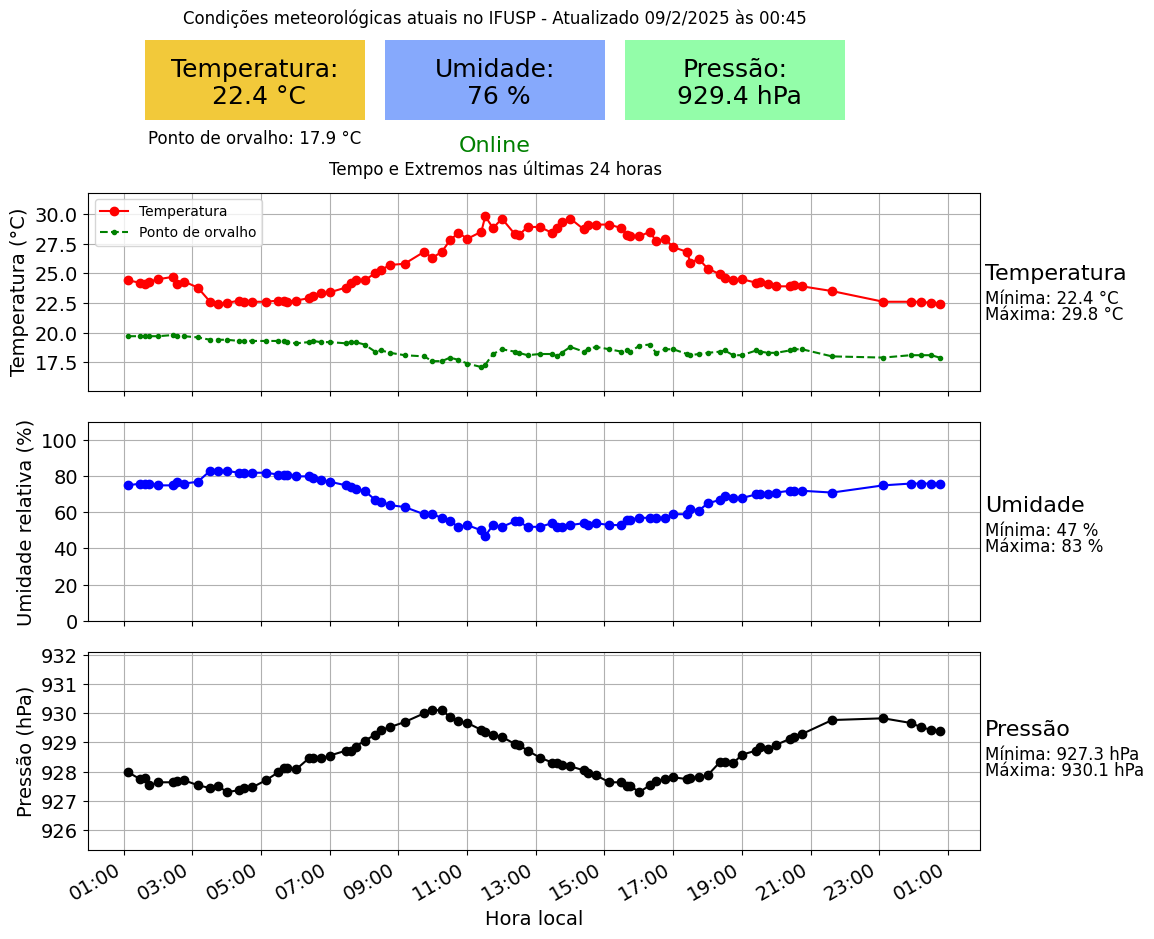 Condições meteorológicas atuais no IFUSP - Atualizado 09/2/2025 às 00:45
Temperatura:
22.4 °C
Umidade:
76 %
Pressão:
929.4 hPa
Ponto de orvalho: 17.9 °C
Online
Tempo e Extremos nas últimas 24 horas
Temperatura (°C)
30.0
27.5
25.0
22.5
20.0
17.5
Temperatura
Ponto de orvalho
Temperatura
Mínima: 22.4 °C
Máxima: 29.8 °C
Umidade relativa (%)
100
80
60
40
20
0
Umidade
Mínima: 47 %
Máxima: 83 %
Pressão (hPa)
932
931
930
929
928
927
926
Pressão
Mínima: 927.3 hPa
Máxima: 930.1 hPa
01:00 03:00 05:00 07:00 09:00 11:00 13:00 15:00 17:00 19:00 21:00 23:00 01:00
Hora local